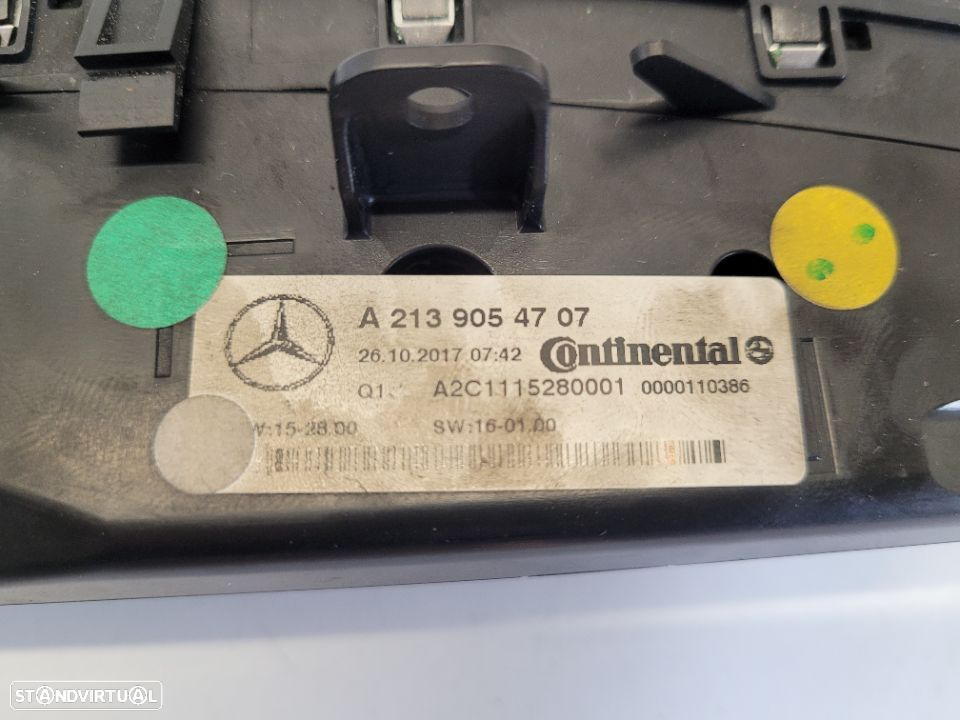 A 213 905 47 07
26.10.2017 07:42 Continental
Q1 A2C1115280001 0000110386
:15-28.00 SW:16-01.00
STANDVIRTUAL